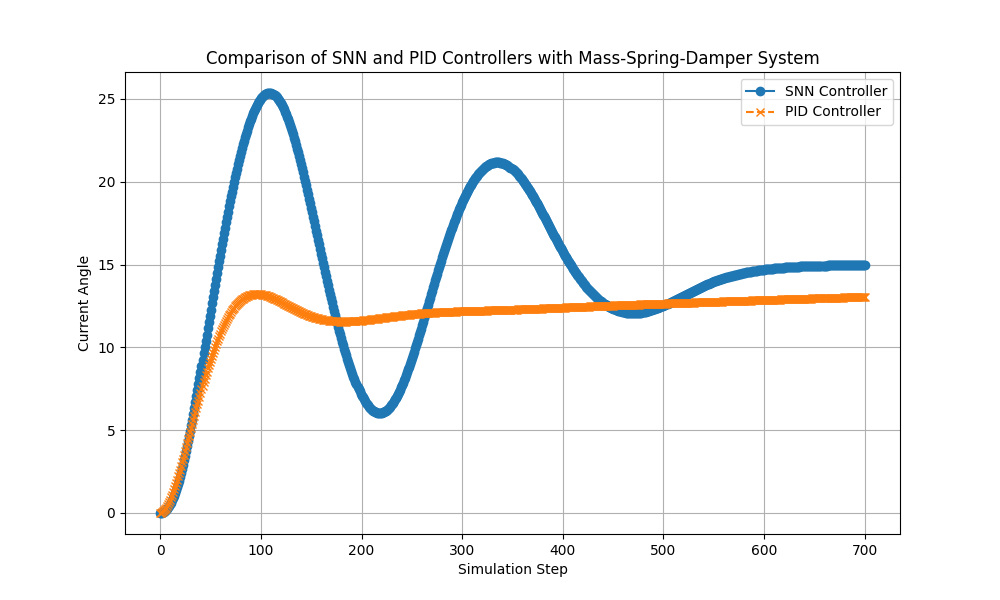 Comparison of SNN and PID Controllers with Mass-Spring-Damper System
SNN Controller
PID Controller
Current Angle
25
20
15
10
5
0
0 100 200 300 400 500 600 700
Simulation Step